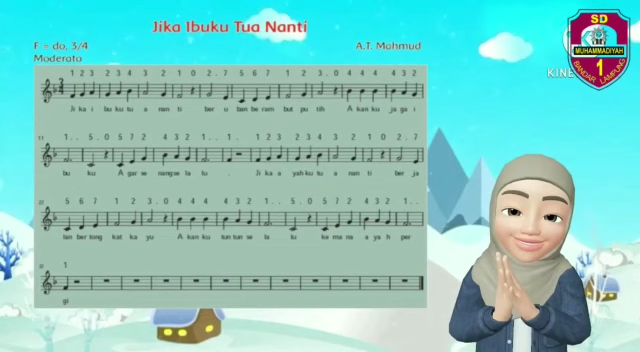 Jika Ibuku Tua Nanti
F = do, 3/4
A.T. Mahmud
Moderato
SD
MUHAMMADIYAH
1
BANDAR LAMPUNG
KINE
1 2 3 2 3 4 3 2 1 0 2 . 7 5 6 7 1 2 3 . 0 4 4 4 4 3 2
Ji ka i bu ku tu a nan ti ber u ban be ram but pu tih A kan ku ja ga i
11
1 . . 5 . 0 5 7 2 4 3 2 1 . . 1 . 1 2 3 2 3 4 3 2 1 0 2 . 7
bu ku A gar se nang se la lu . Ji ka a yah ku tu a nan ti ber ja
22
5 6 7 1 2 3 . 0 4 4 4 4 3 2 1 . . 5 . 0 5 7 2 4 3 2 1 . .
lan ber tong kat ka yu A kan ku tun tun se la lu ke ma na a ya h per
1
gi